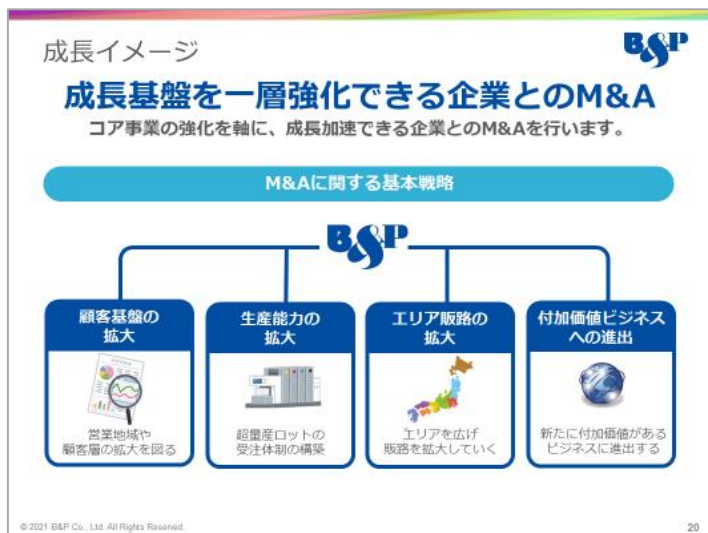 成長イメージ
B&P
成長基盤を一層強化できる企業とのM&A
コア事業の強化を軸に、成長加速できる企業とのM&Aを行います。
M&Aに関する基本戦略
B&P
顧客基盤の
拡大
営業地域や
顧客層の拡大を図る
生産能力の
拡大
超量産ロットの
受注体制の構築
エリア販路の
拡大
エリアを広げ
販路を拡大していく
付加価値ビジネス
への進出
新たに付加価値がある
ビジネスに進出する
© 2021 B&P Co., Ltd. All Rights Reserved.
20